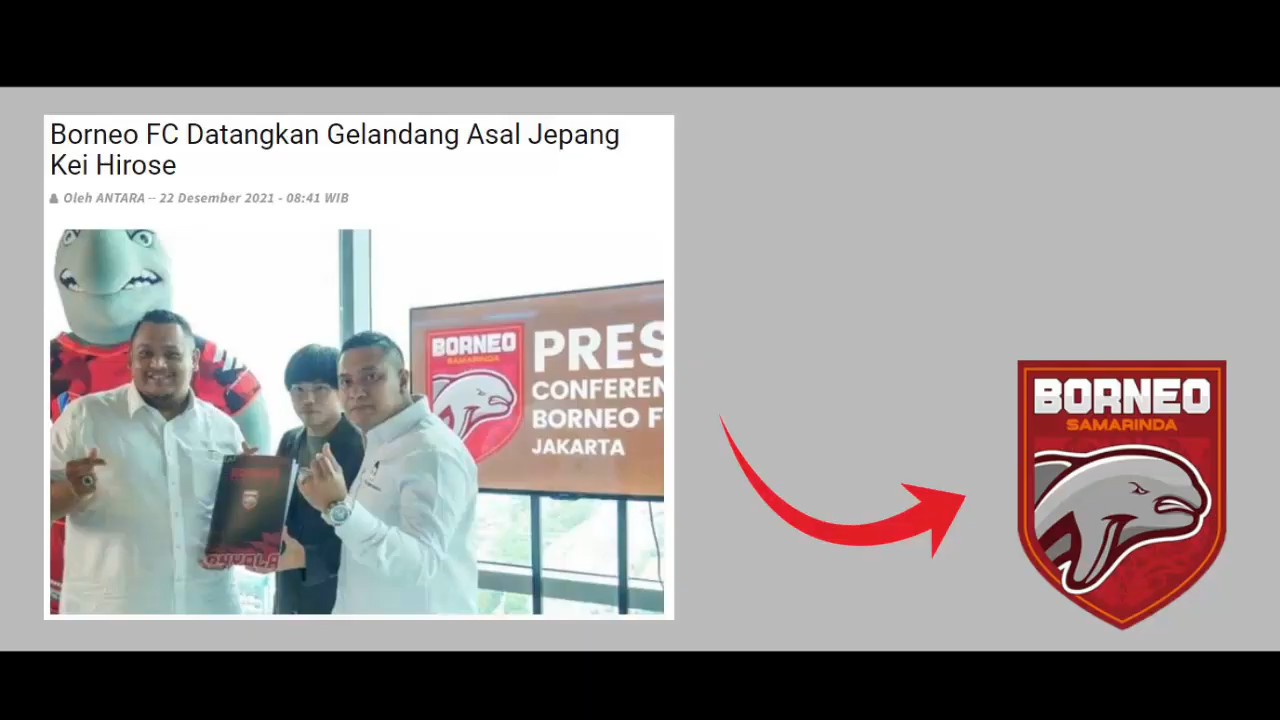 Borneo FC Datangkan Gelandang Asal Jepang
Kei Hirose
Oleh ANTARA -- 22 Desember 2021 - 08:41 WIB
BORNEO
SAMARINDA
PRES
CONFEREN
BORNEO F
JAKARTA
BORNEO
SAMARINDA